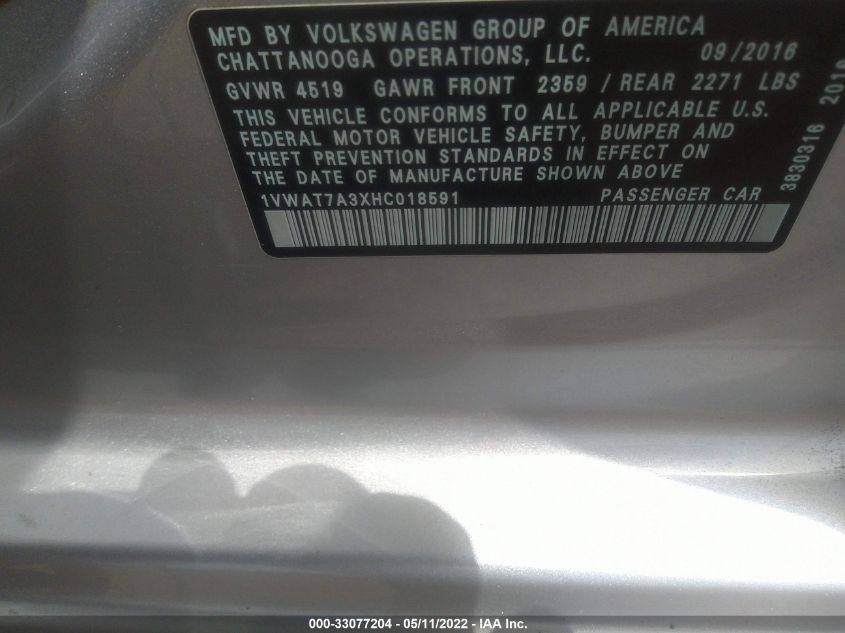 MFD BY VOLKSWAGEN GROUP OF AMERICA
CHATTANOOGA OPERATIONS, LLC. 09/2016
GVWR 4519 GAWR FRONT 2359 / REAR 2271 LBS
THIS VEHICLE CONFORMS TO ALL APPLICABLE U.S.
FEDERAL MOTOR VEHICLE SAFETY, BUMPER AND
THEFT PREVENTION STANDARDS IN EFFECT ON
THE DATE OF MANUFACTURE SHOWN ABOVE
1VWAT7A3XHC018591 PASSENGER CAR
3830316 2016
000-33077204 - 05/11/2022 - IAA Inc.